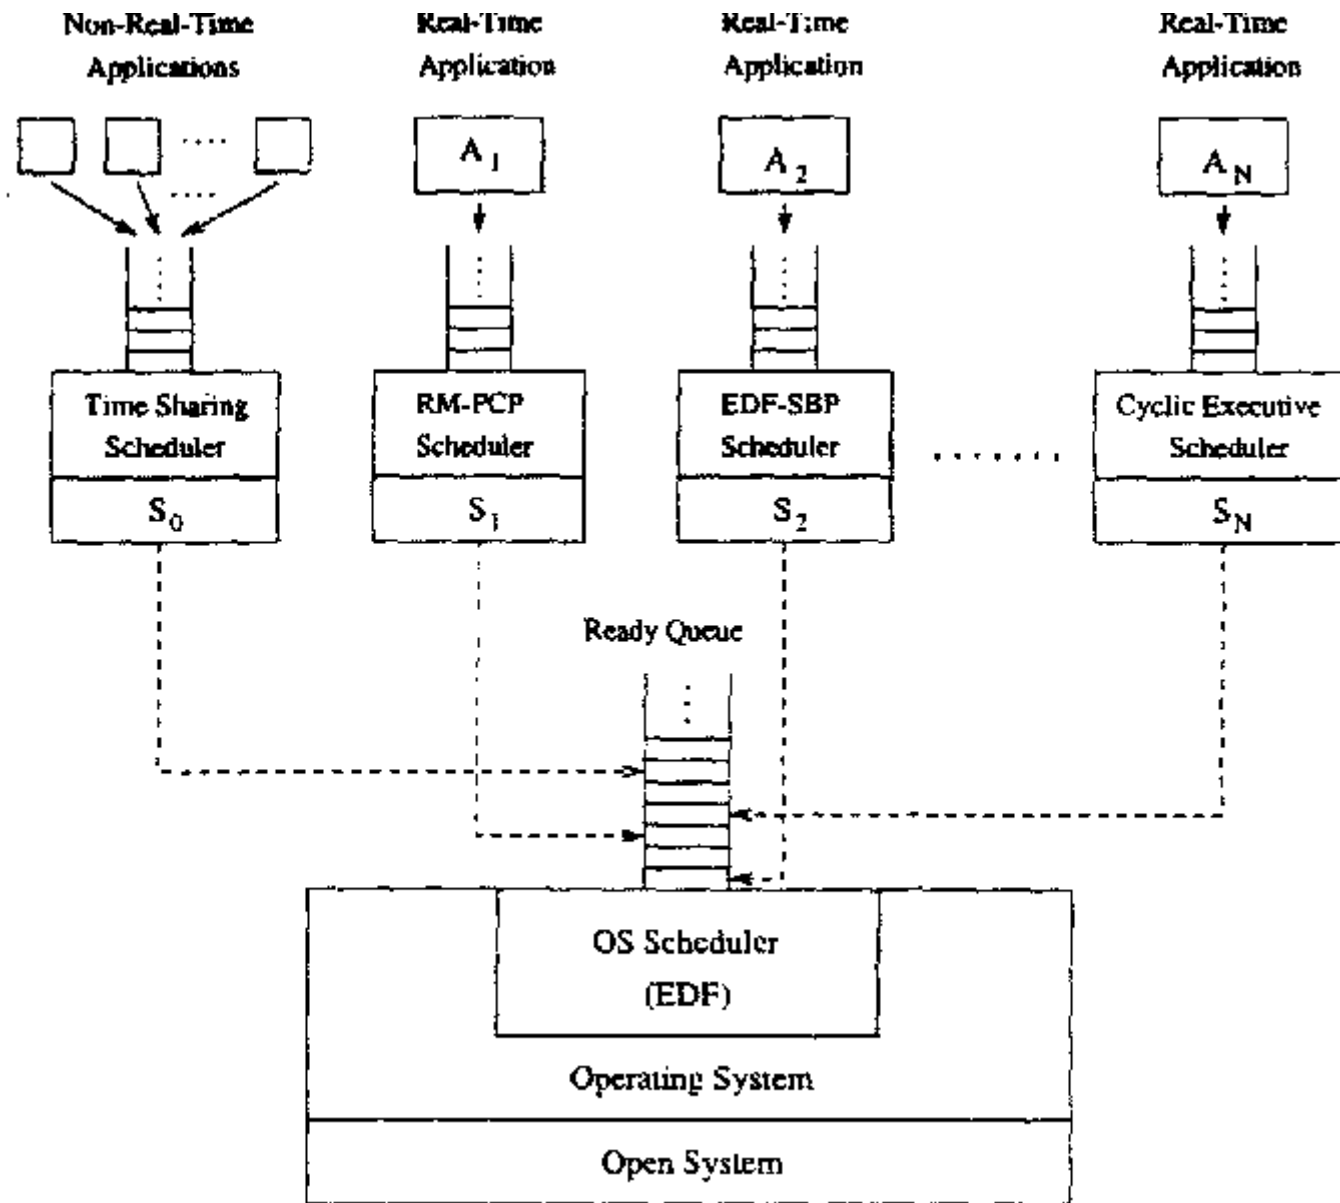 Non-Real-Time Applications
Real-Time Application
Real-Time Application
Real-Time Application
A1
A2
AN
Time Sharing Scheduler
RM-PCP Scheduler
EDF-SBP Scheduler
Cyclic Executive Scheduler
S0
S1
S2
SN
Ready Queue
OS Scheduler
(EDF)
Operating System
Open System